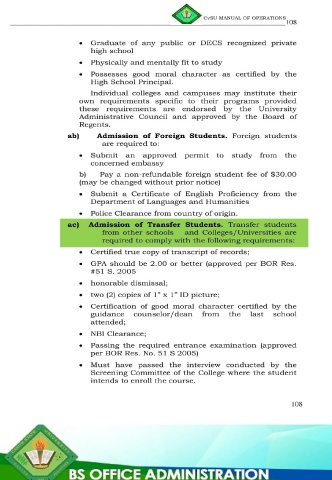 CvSU MANUAL OF OPERATIONS
108
• Graduate of any public or DECS recognized private
high school
• Physically and mentally fit to study
• Possesses good moral character as certified by the
High School Principal.
Individual colleges and campuses may institute their
own requirements specific to their programs provided
these requirements are endorsed by the University
Administrative Council and approved by the Board of
Regents.
ab) Admission of Foreign Students. Foreign students
are required to:
• Submit an approved permit to study from the
concerned embassy
b) Pay a non-refundable foreign student fee of $30.00
(may be changed without prior notice)
• Submit a Certificate of English Proficiency from the
Department of Languages and Humanities
• Police Clearance from country of origin.
ac) Admission of Transfer Students. Transfer students
from other schools and Colleges/Universities are
required to comply with the following requirements:
• Certified true copy of transcript of records;
• GPA should be 2.00 or better (approved per BOR Res.
#51 S. 2005
• honorable dismissal;
• two (2) copies of 1” x 1” ID picture;
• Certification of good moral character certified by the
guidance counselor/dean from the last school
attended;
• NBI Clearance;
• Passing the required entrance examination (approved
per BOR Res. No. 51 S 2005)
• Must have passed the interview conducted by the
Screening Committee of the College where the student
intends to enroll the course.
108
BS OFFICE ADMINISTRATION